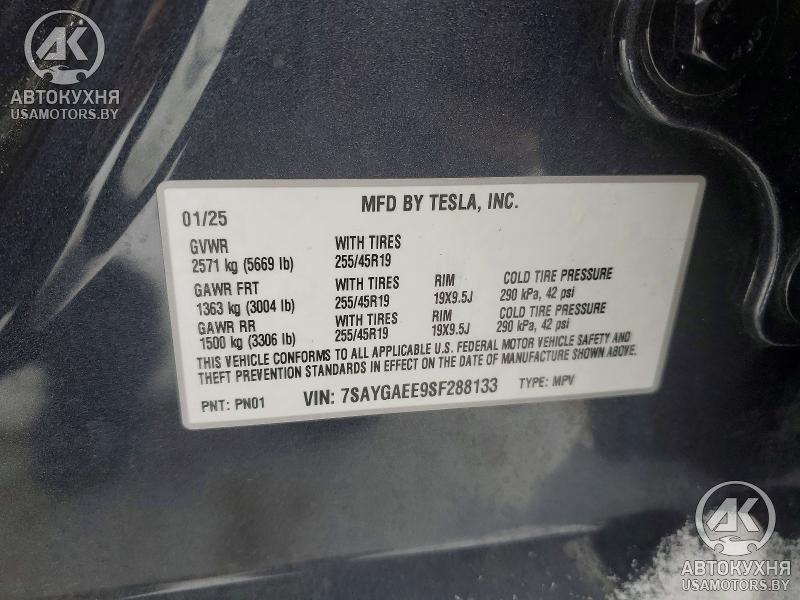 АК
АВТОКУХНЯ
USAMOTORS.BY
MFD BY TESLA, INC.
01/25
GVWR WITH TIRES
2571 kg (5669 lb) 255/45R19
GAWR FRT WITH TIRES RIM COLD TIRE PRESSURE
1363 kg (3004 lb) 255/45R19 19X9.5J 290 kPa, 42 psi
GAWR RR WITH TIRES RIM COLD TIRE PRESSURE
1500 kg (3306 lb) 255/45R19 19X9.5J 290 kPa, 42 psi
THIS VEHICLE CONFORMS TO ALL APPLICABLE U.S. FEDERAL MOTOR VEHICLE SAFETY AND
THEFT PREVENTION STANDARDS IN EFFECT ON THE DATE OF MANUFACTURE SHOWN ABOVE.
PNT: PN01 VIN: 7SAYGAEE9SF288133 TYPE: MPV
АК
АВТОКУХНЯ
USAMOTORS.BY